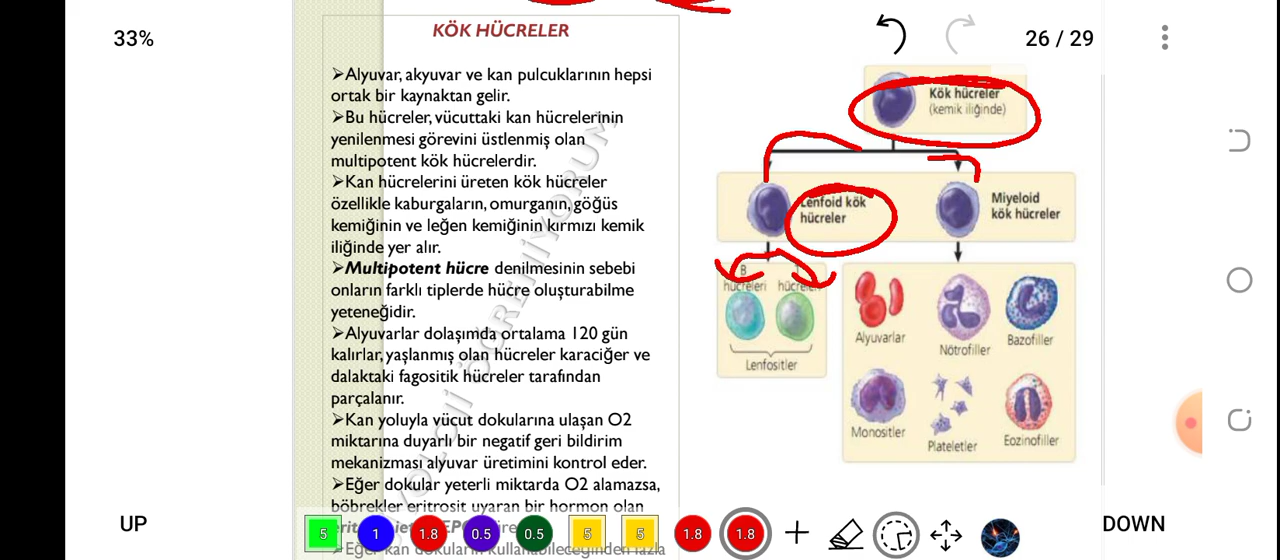 33%
26 / 29
KÖK HÜCRELER
➢Alyuvar, akyuvar ve kan pulcuklarının hepsi
ortak bir kaynaktan gelir.
➢Bu hücreler, vücuttaki kan hücrelerinin
yenilenmesi görevini üstlenmiş olan
multipotent kök hücrelerdir.
➢Kan hücrelerini üreten kök hücreler
özellikle kaburgaların, omurganın, göğüs
kemiğinin ve leğen kemiğinin kırmızı kemik
iliğinde yer alır.
➢Multipotent hücre denilmesinin sebebi
onların farklı tiplerde hücre oluşturabilme
yeteneğidir.
➢Alyuvarlar dolaşımda ortalama 120 gün
kalırlar, yaşlanmış olan hücreler karaciğer ve
dalaktaki fagositik hücreler tarafından
parçalanır.
➢Kan yoluyla vücut dokularına ulaşan O2
miktarına duyarlı bir negatif geri bildirim
mekanizması alyuvar üretimini kontrol eder.
➢Eğer dokular yeterli miktarda O2 alamazsa,
böbrekler eritrosit uyaran bir hormon olan
➢Eğer kan dokuların kullanabileceğinden fazla
Kök hücreler
(kemik iliğinde)
Lenfoid kök
hücreler
Miyeloid
kök hücreler
B
hücreleri
hücreleri
Lenfositler
Alyuvarlar
Nötrofiller
Bazofiller
Monositler
Plateletler
Eozinofiller
UP
5
1
1.8
0.5
0.5
5
5
1.8
1.8
DOWN